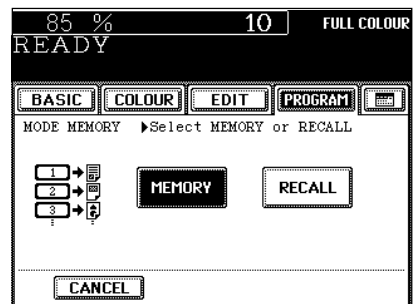 85 % 10 FULL COLOUR
READY
BASIC COLOUR EDIT PROGRAM
MODE MEMORY ▶Select MEMORY or RECALL
1
2
3
MEMORY RECALL
CANCEL